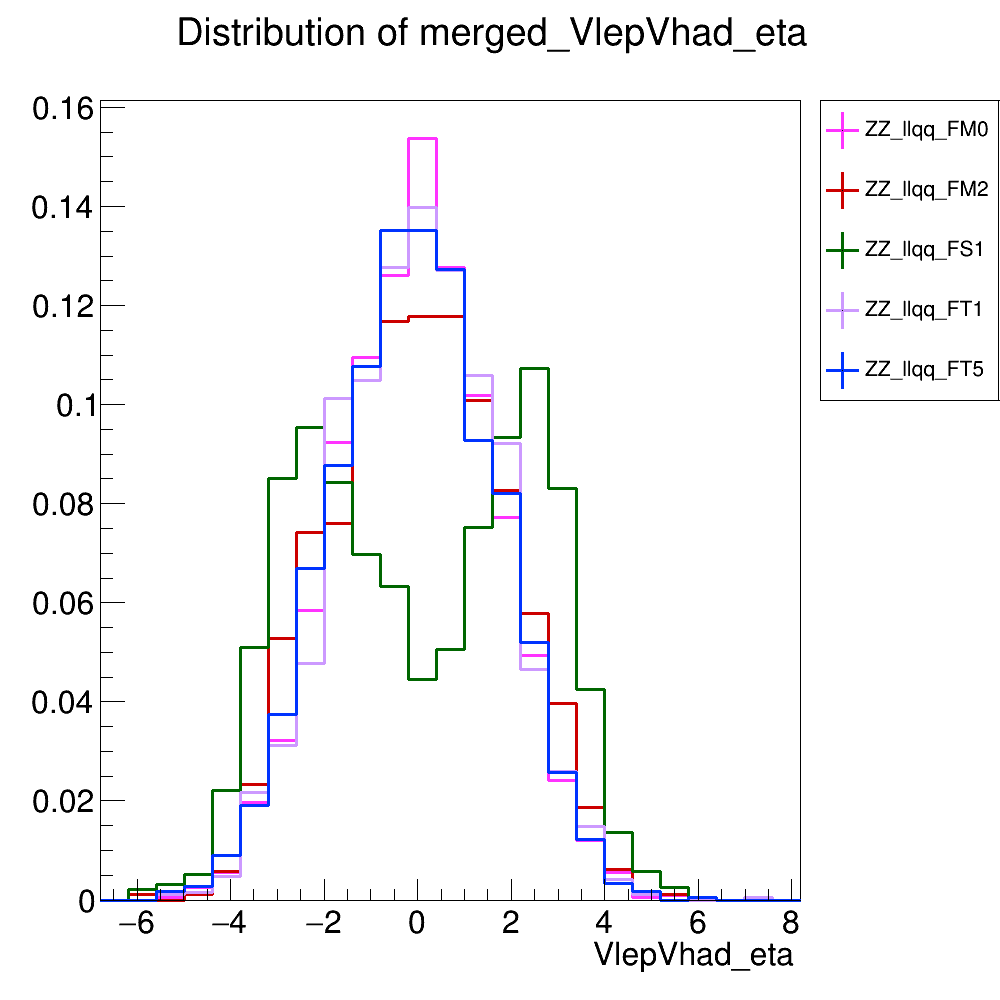 Distribution of merged_VlepVhad_eta
0.16
0.14
0.12
0.1
0.08
0.06
0.04
0.02
0
−6 −4 −2 0 2 4 6 8
VlepVhad_eta
ZZ_llqq_FM0
ZZ_llqq_FM2
ZZ_llqq_FS1
ZZ_llqq_FT1
ZZ_llqq_FT5